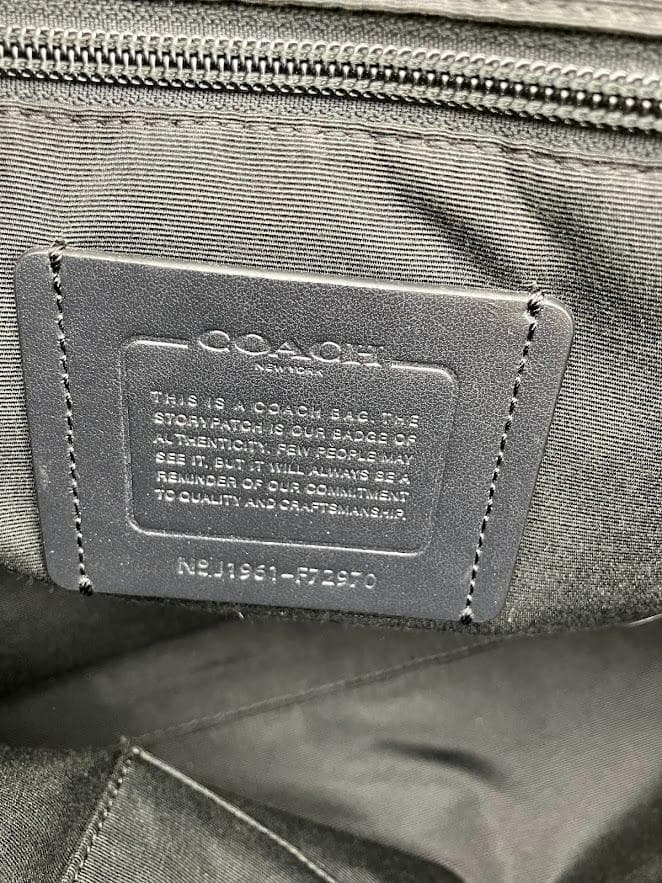 COACH
NEW YORK
THIS IS A COACH BAG. THE
STORYPATCH IS OUR BADGE OF
AUTHENTICITY. FEW PEOPLE MAY
SEE IT, BUT IT WILL ALWAYS BE A
REMINDER OF OUR COMMITMENT
TO QUALITY AND CRAFTSMANSHIP.
No.J1961-F72970